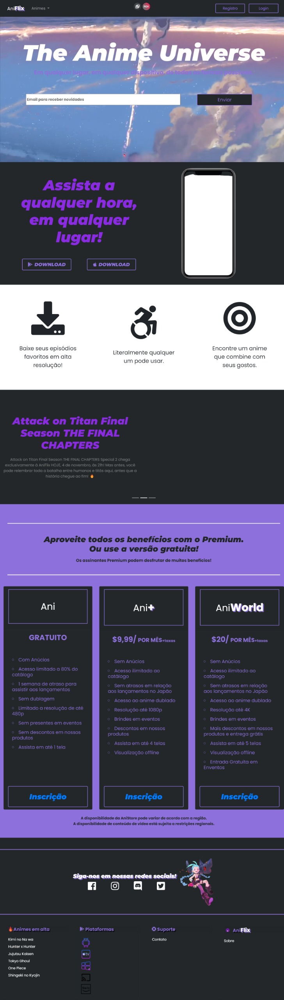 AniFlix
Animes
RGX
Registro
Login
The Anime Universe
Em qualquer lugar, em qualquer dispositivo, de todas as formas possíveis.
Email para receber novidades
Enviar
Assista a
qualquer hora,
em qualquer
lugar!
DOWNLOAD
DOWNLOAD
Baixe seus episódios
favoritos em alta
resolução!
Literalmente qualquer
um pode usar.
Encontre um anime
que combine com
seus gostos.
Attack on Titan Final
Season THE FINAL
CHAPTERS
Attack on Titan Final Season THE FINAL CHAPTERS Special 2 chega
exclusivamente à AniFlix HOJE, 4 de novembro, às 21h! Mas antes, você
pode relembrar toda a batalha entre humanos e titãs aqui, antes que a
história chegue ao fim! 🔥
Aproveite todos os benefícios com o Premium.
Ou use a versão gratuita!
Os assinantes Premium podem desfrutar de muitos benefícios!
Ani
GRATUITO
Com Anúcios
Acesso limitado a 80% do
catálogo
1 semana de atraso para
assistir aos lançamentos
Sem dublagem
Limitado a resolução de até
480p
Sem presentes em eventos
Sem descontos em nossos
produtos
Assista em até 1 tela
Inscrição
Ani+
$9,99/ POR MÊS+taxas
Sem Anúcios
Acesso ilimitado ao
catálogo
Sem atrasos em relação
aos lançamentos no Japão
Acesso ao anime dublado
Resolução até 1080p
Brindes em eventos
Descontos em nossos
produtos
Assista em até 4 telas
Visualização offline
Inscrição
AniWorld
$20/ POR MÊS+taxas
Sem Anúcios
Acesso ilimitado ao
catálogo
Sem atrasos em relação
aos lançamentos no Japão
Acesso ao anime dublado
Resolução até 4K
Brindes em eventos
Mais descontos em nossos
produtos e entrega grátis
Assista em até 5 telas
Visualização offline
Entrada Gratuita em
Enventos
Inscrição
A disponibilidade da AniStore pode variar de acordo com a região.
A disponibilidade de conteúdo de vídeo está sujeita a restrições regionais.
Siga-nos em nossas redes sociais!
🔥Animes em alta
Kimi no Na wa
Hunter x Hunter
Jujutsu Kaisen
Tokyo Ghoul
One Piece
Shingeki no Kyojin
Plataformas
tv
fire tv
Suporte
Contato
AniFlix
Sobre